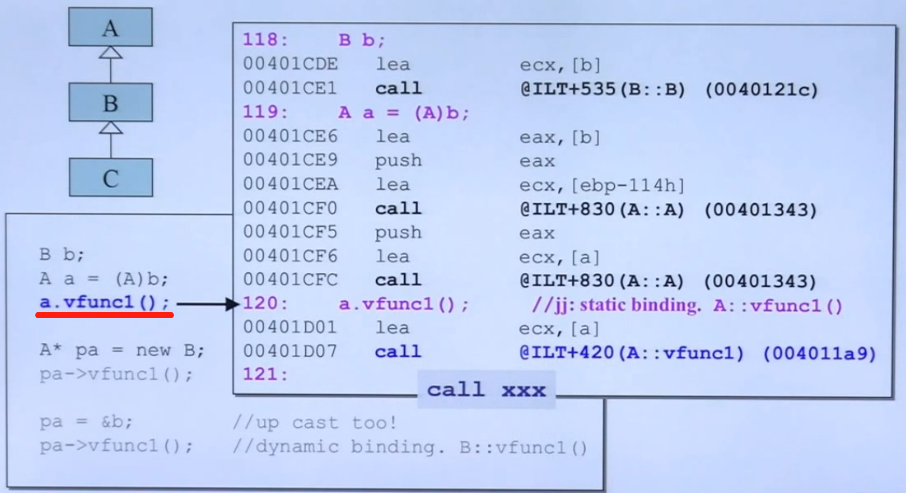 A
B
C
118: B b;
00401CDE lea ecx,[b]
00401CE1 call @ILT+535(B::B) (0040121c)
119: A a = (A)b;
00401CE6 lea eax,[b]
00401CE9 push eax
00401CEA lea ecx,[ebp-114h]
00401CF0 call @ILT+830(A::A) (00401343)
00401CF5 push eax
00401CF6 lea ecx,[a]
00401CFC call @ILT+830(A::A) (00401343)
120: a.vfunc1(); //jj: static binding. A::vfunc1()
00401D01 lea ecx,[a]
00401D07 call @ILT+420(A::vfunc1) (004011a9)
121:
call xxx
B b;
A a = (A)b;
a.vfunc1();
A* pa = new B;
pa->vfunc1();
pa = &b; //up cast too!
pa->vfunc1(); //dynamic binding. B::vfunc1()